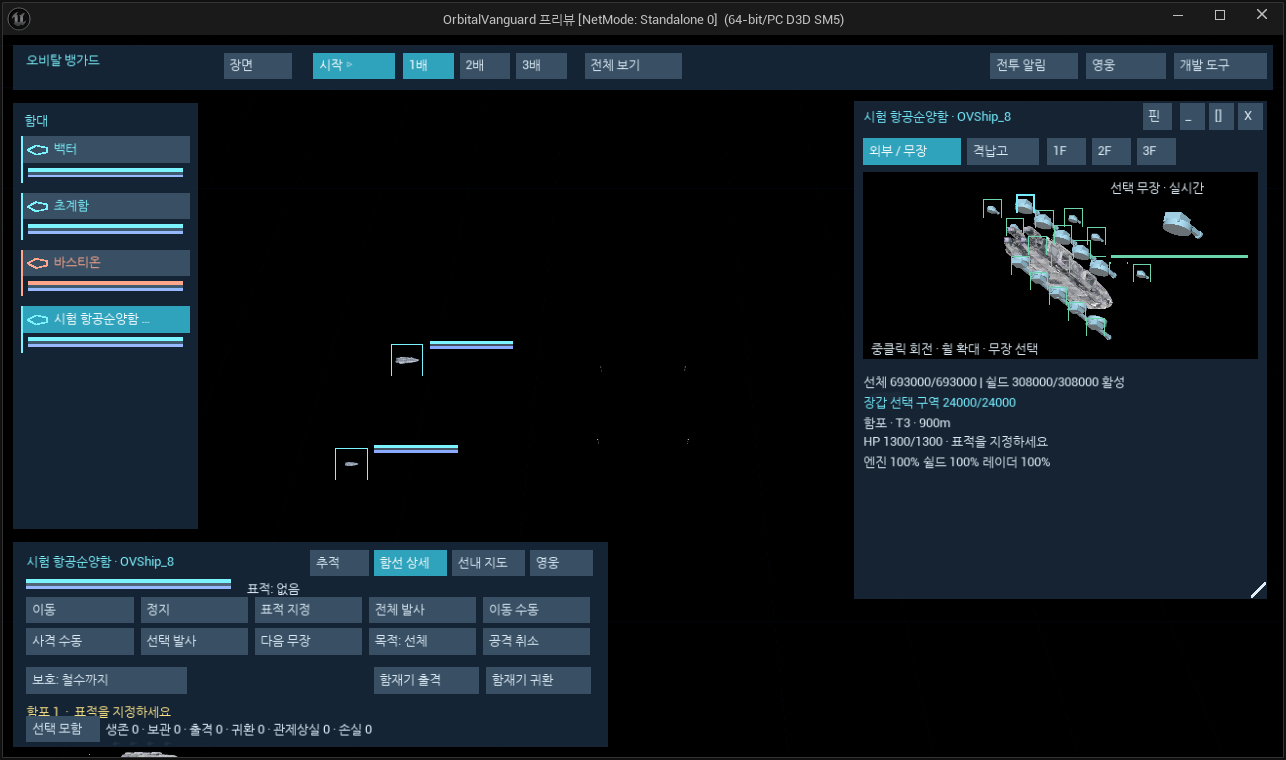 OrbitalVanguard 프리뷰 [NetMode: Standalone 0]  (64-bit/PC D3D SM5)
오비탈 뱅가드
장면
시작
1배
2배
3배
전체 보기
전투 알림
영웅
개발 도구
함대
백터
초계함
바스티온
시험 항공순양함 ...
시험 항공순양함 · OVShip_8
핀
_
[]
X
외부 / 무장
격납고
1F
2F
3F
선택 무장 · 실시간
중클릭 회전 · 휠 확대 · 무장 선택
선체 693000/693000 | 쉴드 308000/308000 활성
장갑 선택 구역 24000/24000
함포 · T3 · 900m
HP 1300/1300 · 표적을 지정하세요
엔진 100% 쉴드 100% 레이더 100%
시험 항공순양함 · OVShip_8
추적
함선 상세
선내 지도
영웅
표적: 없음
이동
정지
표적 지정
전체 발사
이동 수동
사격 수동
선택 발사
다음 무장
목적: 선체
공격 취소
보호: 철수까지
함재기 출격
함재기 귀환
함포 1 · 표적을 지정하세요
선택 모함
생존 0 · 보관 0 · 출격 0 · 귀환 0 · 관제상실 0 · 손실 0